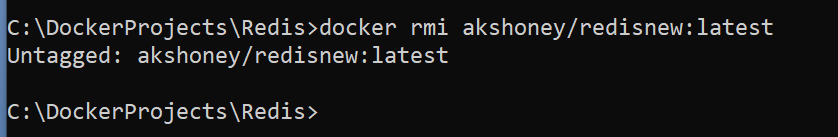 C:\DockerProjects\Redis>docker rmi akshoney/redisnew:latest
Untagged: akshoney/redisnew:latest
C:\DockerProjects\Redis>